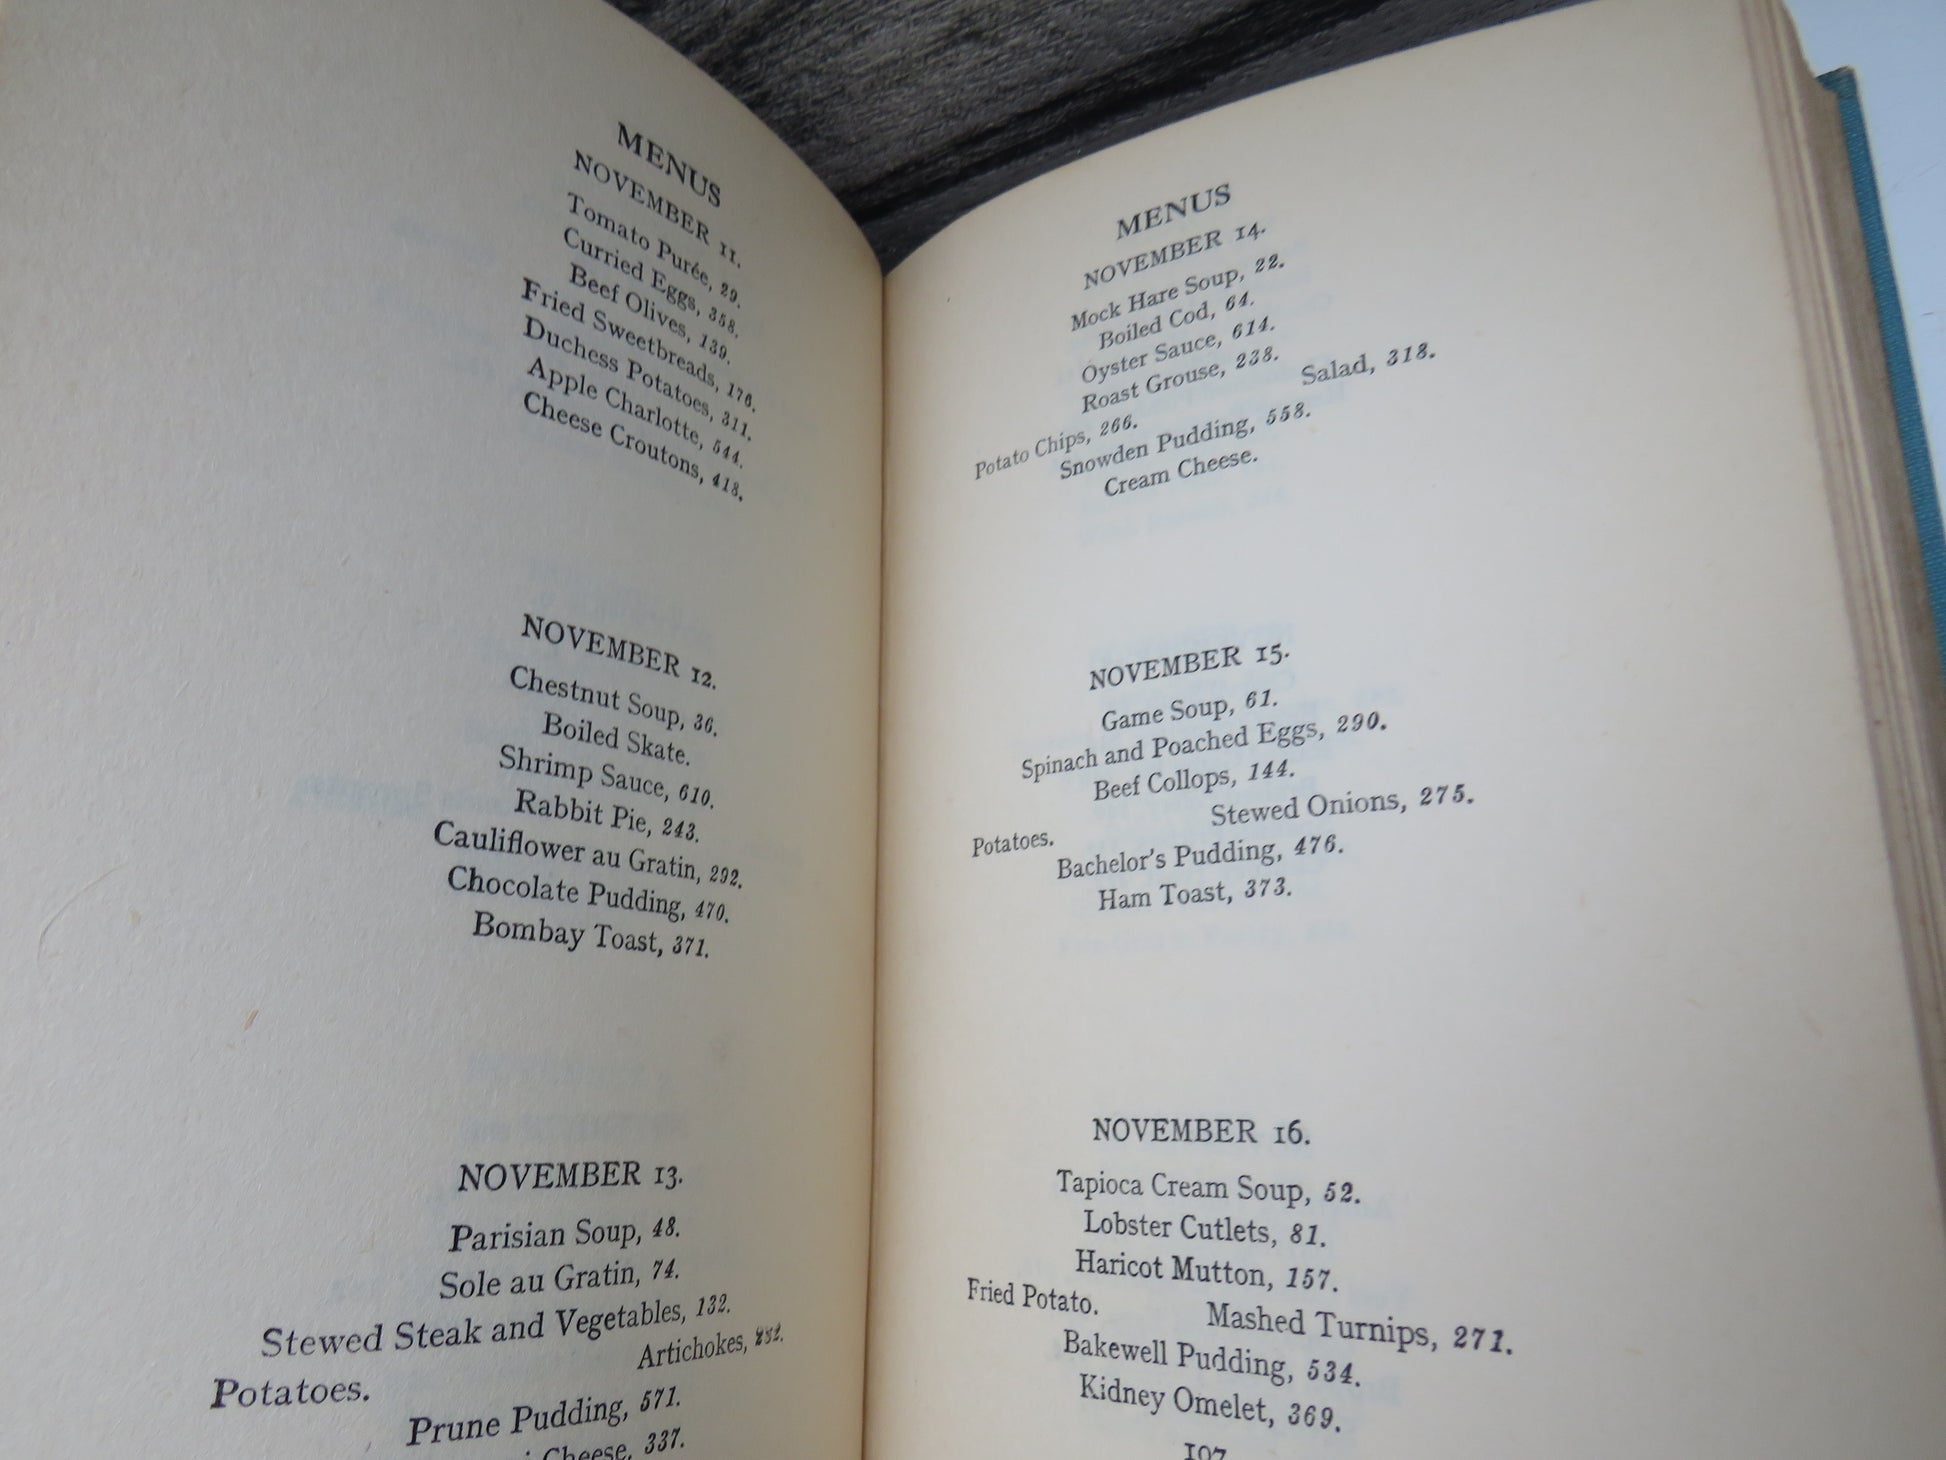 MENUS
NOVEMBER 11.
Tomato Purée, 29.
Curried Eggs, 358.
Beef Olives, 139.
Fried Sweetbreads, 176.
Duchess Potatoes, 311.
Apple Charlotte, 544.
Cheese Croutons, 418.
NOVEMBER 12.
Chestnut Soup, 36.
Boiled Skate.
Shrimp Sauce, 610.
Rabbit Pie, 243.
Cauliflower au Gratin, 292.
Chocolate Pudding, 470.
Bombay Toast, 371.
NOVEMBER 13.
Parisian Soup, 48.
Sole au Gratin, 74.
Stewed Steak and Vegetables, 132.
Potatoes. Artichokes,
Prune Pudding, 571.
Cheese, 337.
MENUS
NOVEMBER 14.
Mock Hare Soup, 22.
Boiled Cod, 64.
Oyster Sauce, 614.
Roast Grouse, 238.
Potato Chips, 266. Salad, 318.
Snowden Pudding, 558.
Cream Cheese.
NOVEMBER 15.
Game Soup, 61.
Spinach and Poached Eggs, 290.
Beef Collops, 144.
Potatoes. Stewed Onions, 275.
Bachelor's Pudding, 476.
Ham Toast, 373.
NOVEMBER 16.
Tapioca Cream Soup, 52.
Lobster Cutlets, 81.
Haricot Mutton, 157.
Fried Potato. Mashed Turnips, 271.
Bakewell Pudding, 534.
Kidney Omelet, 369.
107